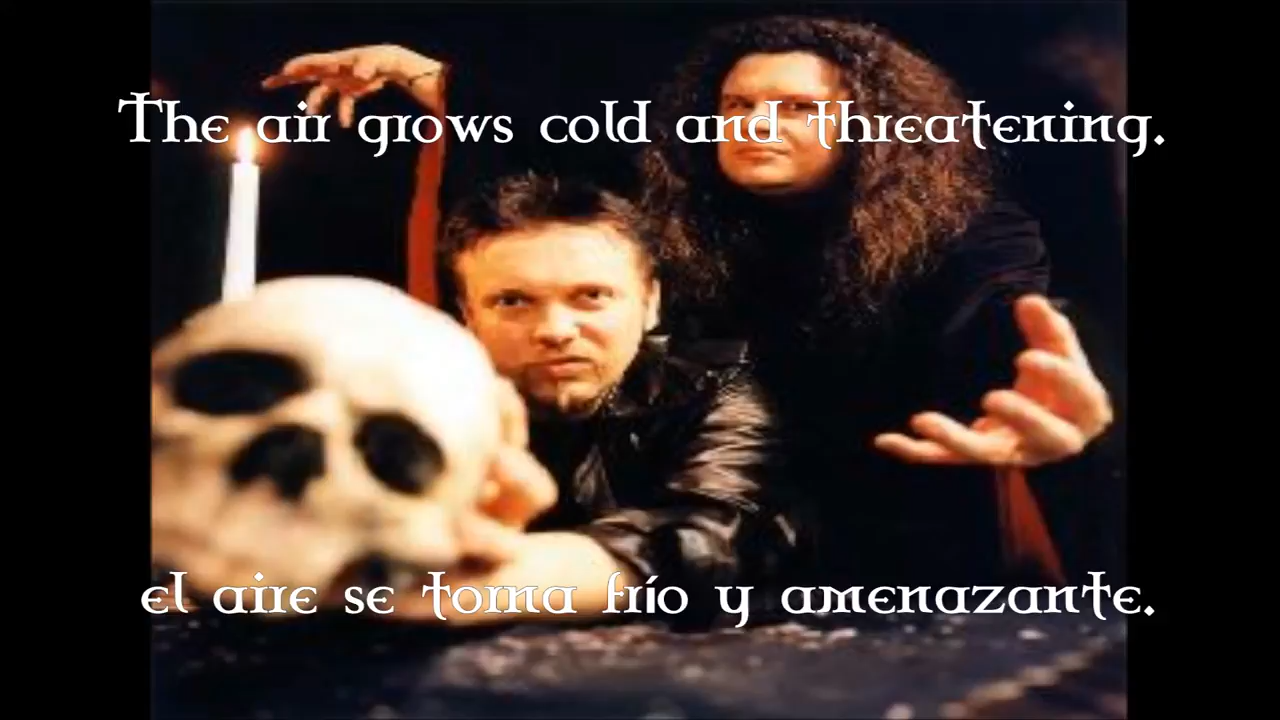 The air grows cold and threatening.
el aire se torna frío y amenazante.